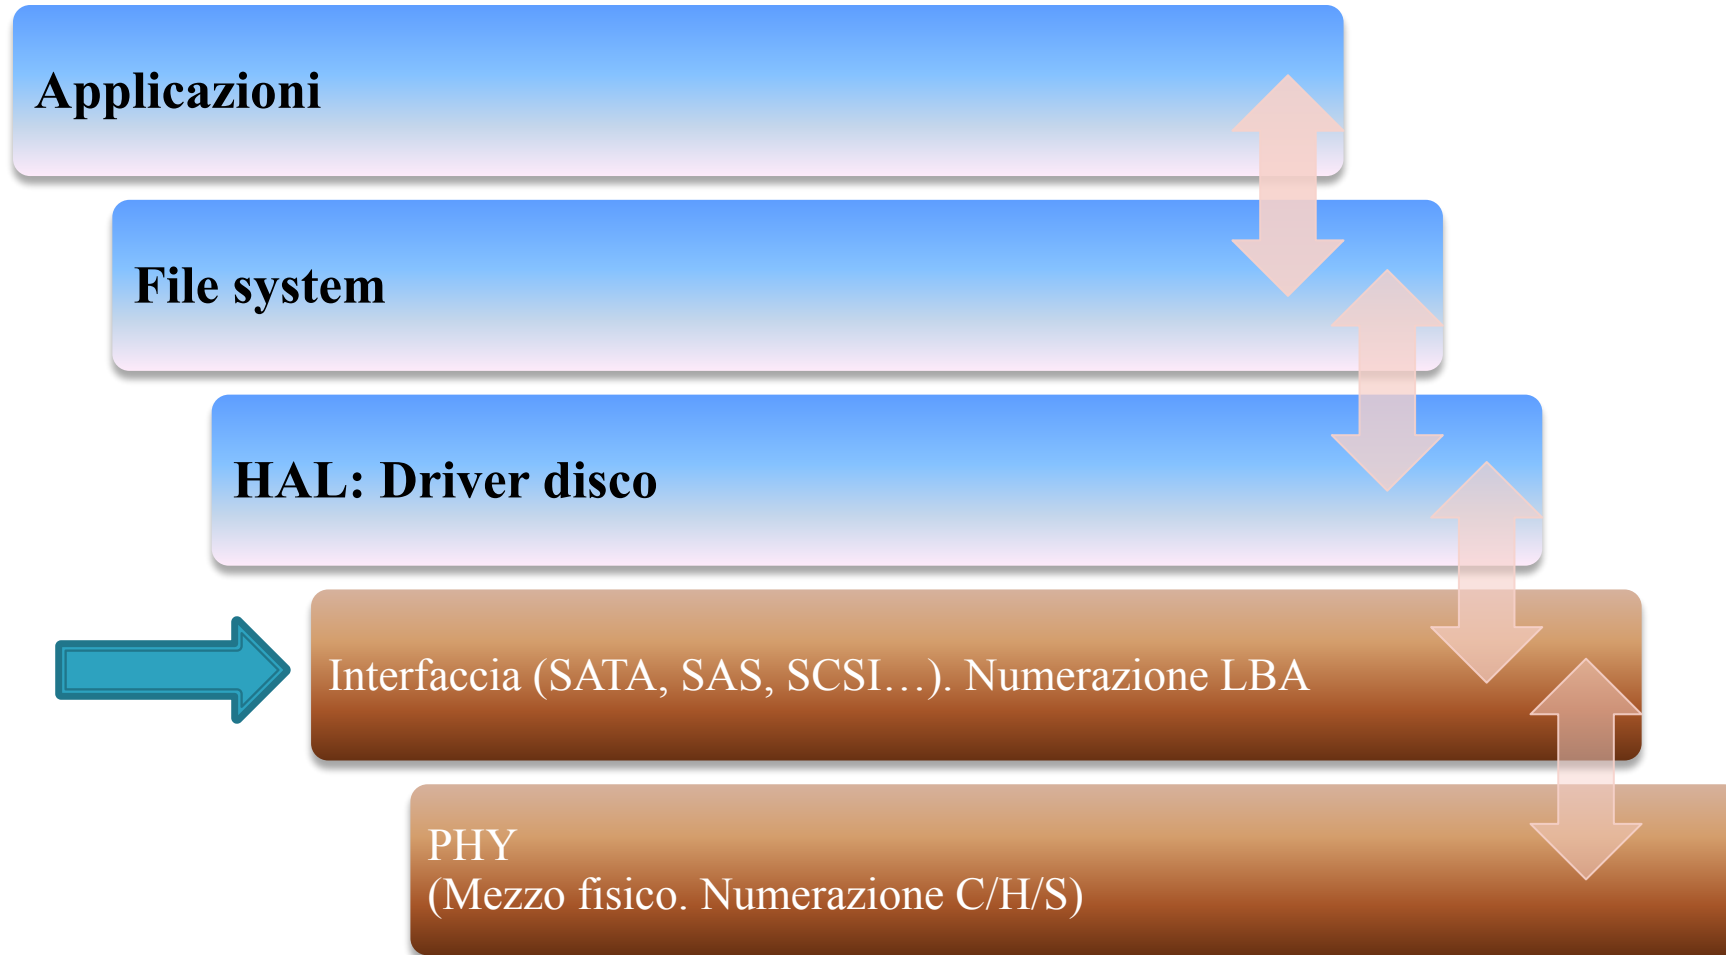 Applicazioni
File system
HAL: Driver disco
Interfaccia (SATA, SAS, SCSI…). Numerazione LBA
PHY
(Mezzo fisico. Numerazione C/H/S)